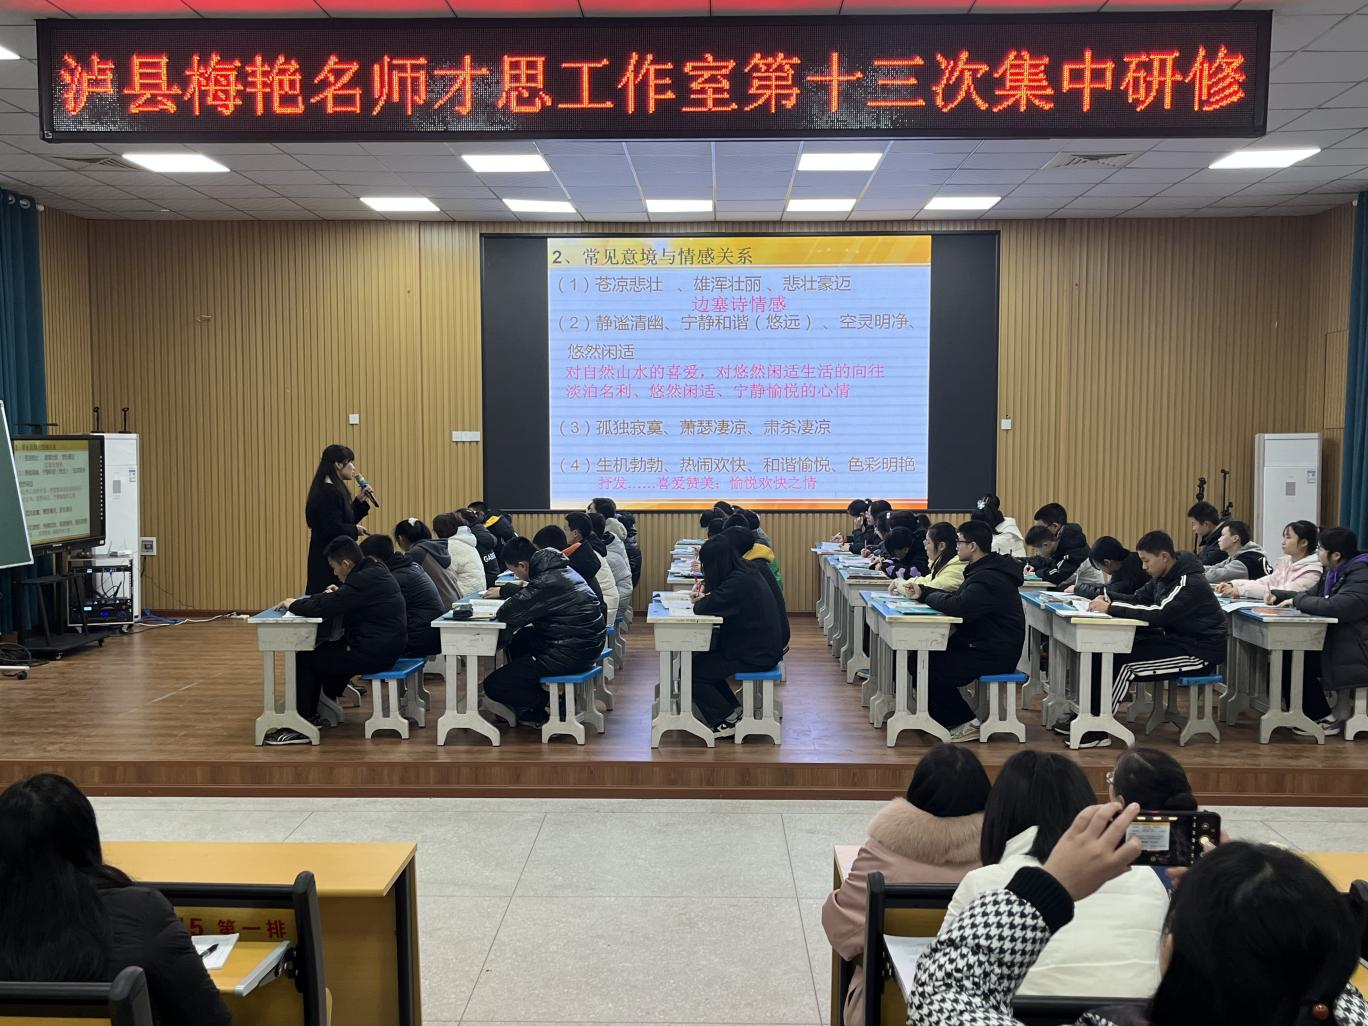 泸县梅艳名师才思工作室第十三次集中研修
2、常见意境与情感关系
（1）苍凉悲壮 、雄浑壮丽 、悲壮豪迈
边塞诗情感
（2）静谧清幽、宁静和谐（悠远）、空灵明净、
悠然闲适
对自然山水的喜爱，对悠然闲适生活的向往
淡泊名利、悠然闲适、宁静愉悦的心情
（3）孤独寂寞、萧瑟凄凉、肃杀凄凉
（4）生机勃勃、热闹欢快、和谐愉悦、色彩明艳
抒发……喜爱赞美；愉悦欢快之情
15 第一排